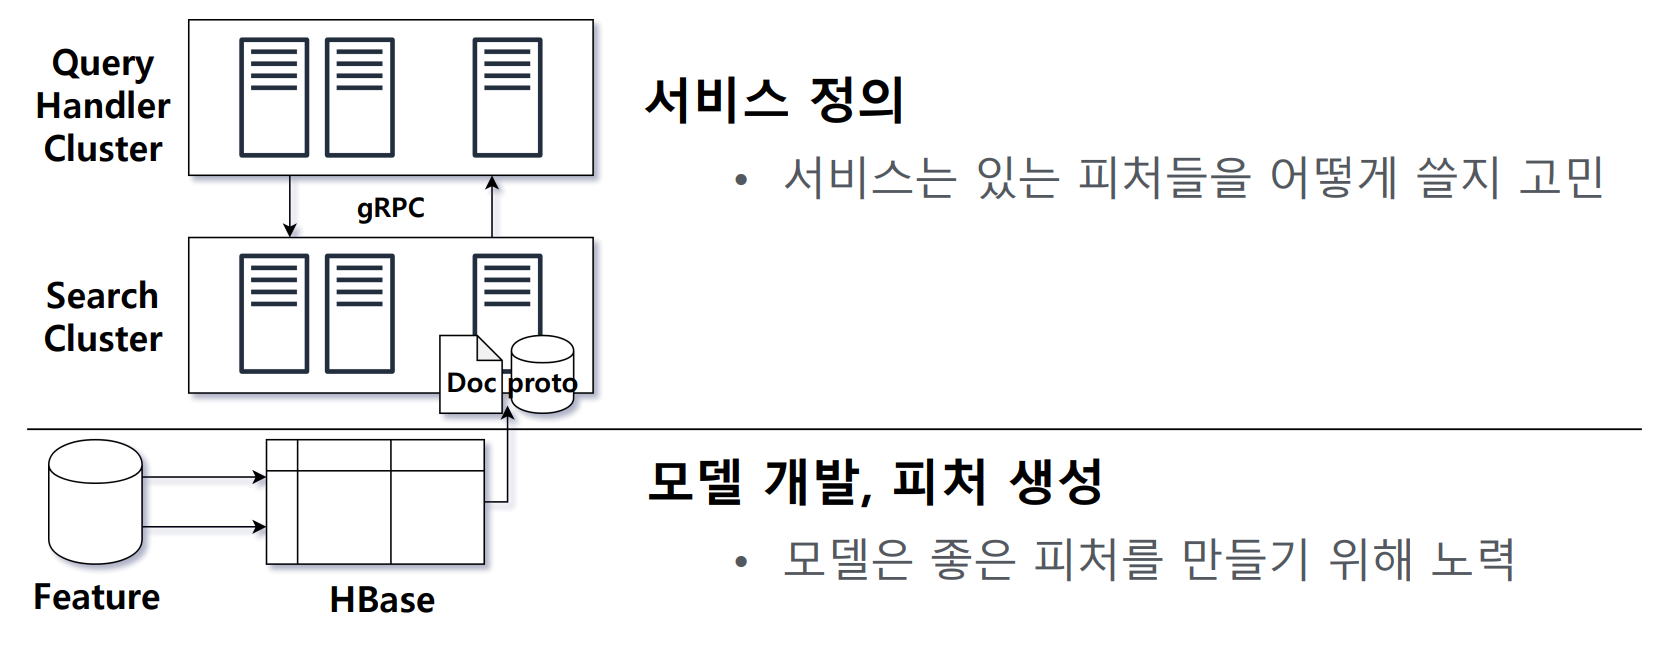 Query
Handler
Cluster
gRPC
Search
Cluster
Doc
proto
Feature
HBase
서비스 정의
• 서비스는 있는 피처들을 어떻게 쓸지 고민
모델 개발, 피처 생성
• 모델은 좋은 피처를 만들기 위해 노력